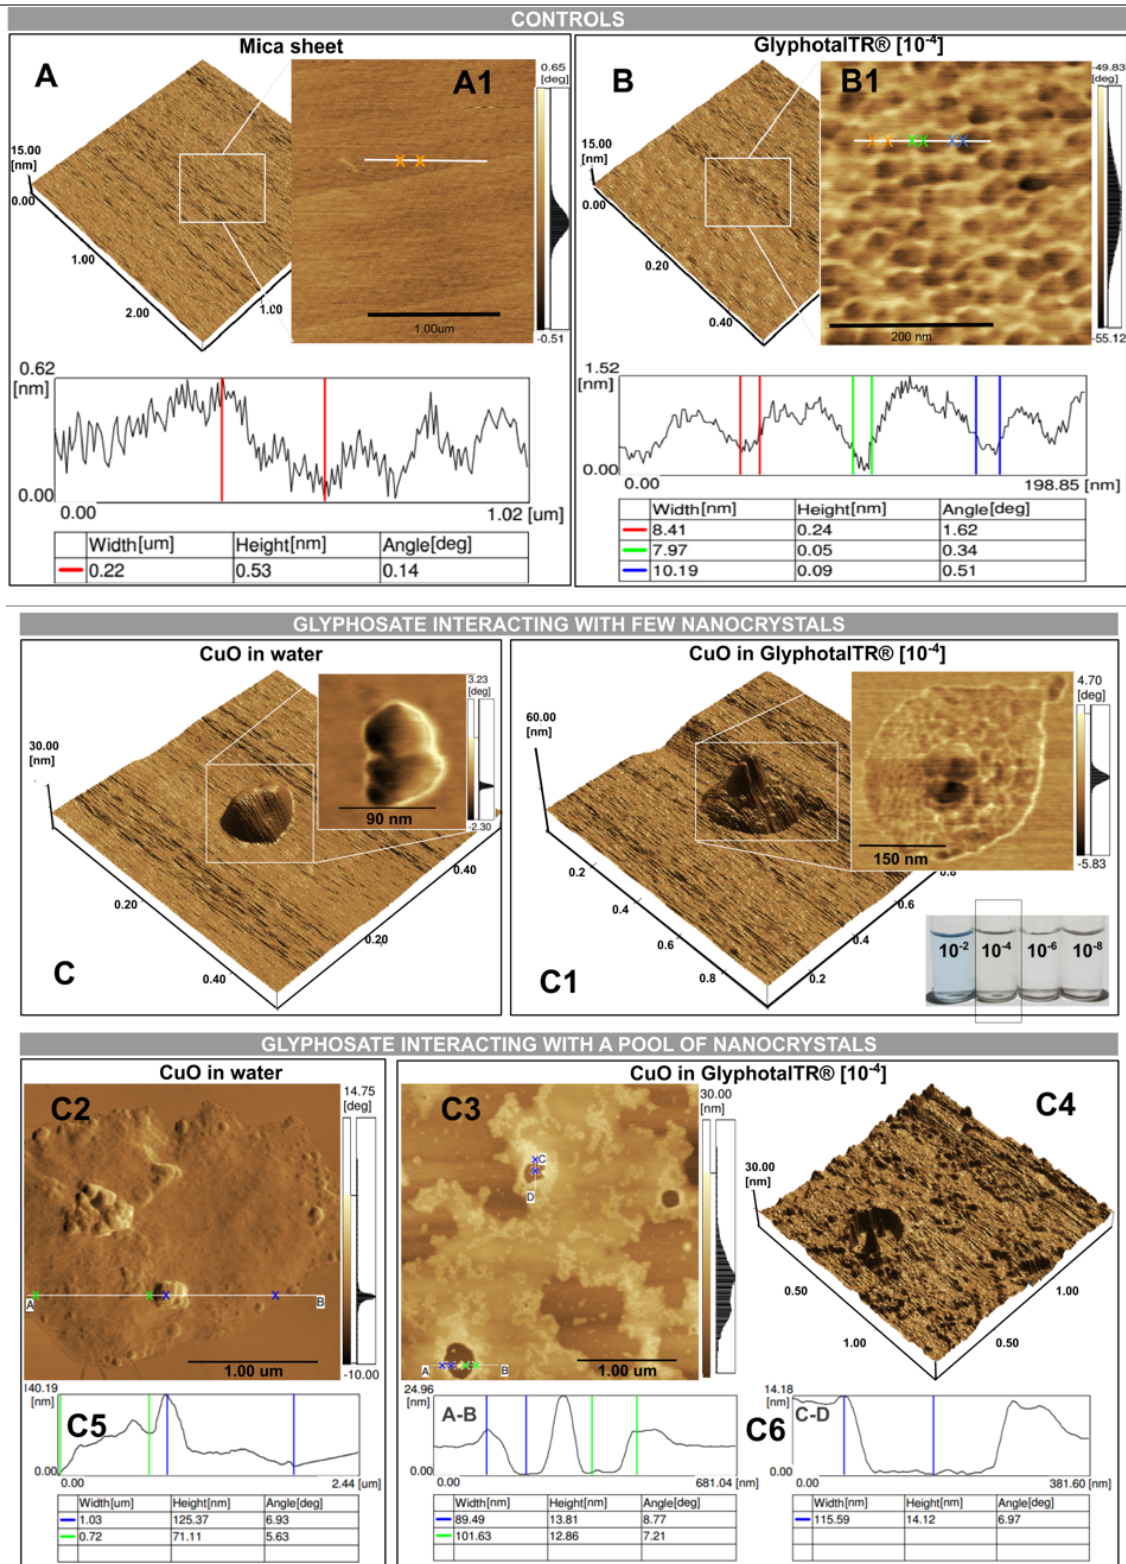 CONTROLS
Mica sheet
A
A1
15.00
[nm]
0.00
1.00
2.00
1.00
1.00um
0.65
[deg]
-0.51
0.62
[nm]
0.00
0.00
1.02 [um]
Width[um] Height[nm] Angle[deg]
0.22 0.53 0.14
GlyphotalTR® [10-4]
B
B1
15.00
[nm]
0.00
0.20
0.40
200 nm
-49.83
[deg]
-55.12
1.52
[nm]
0.00
0.00
198.85 [nm]
Width[nm] Height[nm] Angle[deg]
8.41 0.24 1.62
7.97 0.05 0.34
10.19 0.09 0.51
GLYPHOSATE INTERACTING WITH FEW NANOCRYSTALS
CuO in water
30.00
[nm]
90 nm
3.23
[deg]
-2.30
0.20
0.40
0.20
0.40
C
CuO in GlyphotalTR® [10-4]
60.00
[nm]
150 nm
4.70
[deg]
-5.83
0.2
0.4
0.6
0.8
0.2
0.4
0.6
0.8
C1
10-2 10-4 10-6 10-8
GLYPHOSATE INTERACTING WITH A POOL OF NANOCRYSTALS
CuO in water
C2
14.75
[deg]
-10.00
A
B
1.00 um
140.19
[nm]
C5
0.00
0.00
2.44 [um]
Width[um] Height[nm] Angle[deg]
1.03 125.37 6.93
0.72 71.11 5.63
CuO in GlyphotalTR® [10-4]
C3
30.00
[nm]
C
D
A
B
1.00 um
C4
30.00
[nm]
0.50
1.00
0.50
1.00
24.96
[nm]
A-B
0.00
0.00
681.04 [nm]
Width[nm] Height[nm] Angle[deg]
89.49 13.81 8.77
101.63 12.86 7.21
C6
14.18
[nm]
C-D
0.00
0.00
381.60 [nm]
Width[nm] Height[nm] Angle[deg]
115.59 14.12 6.97